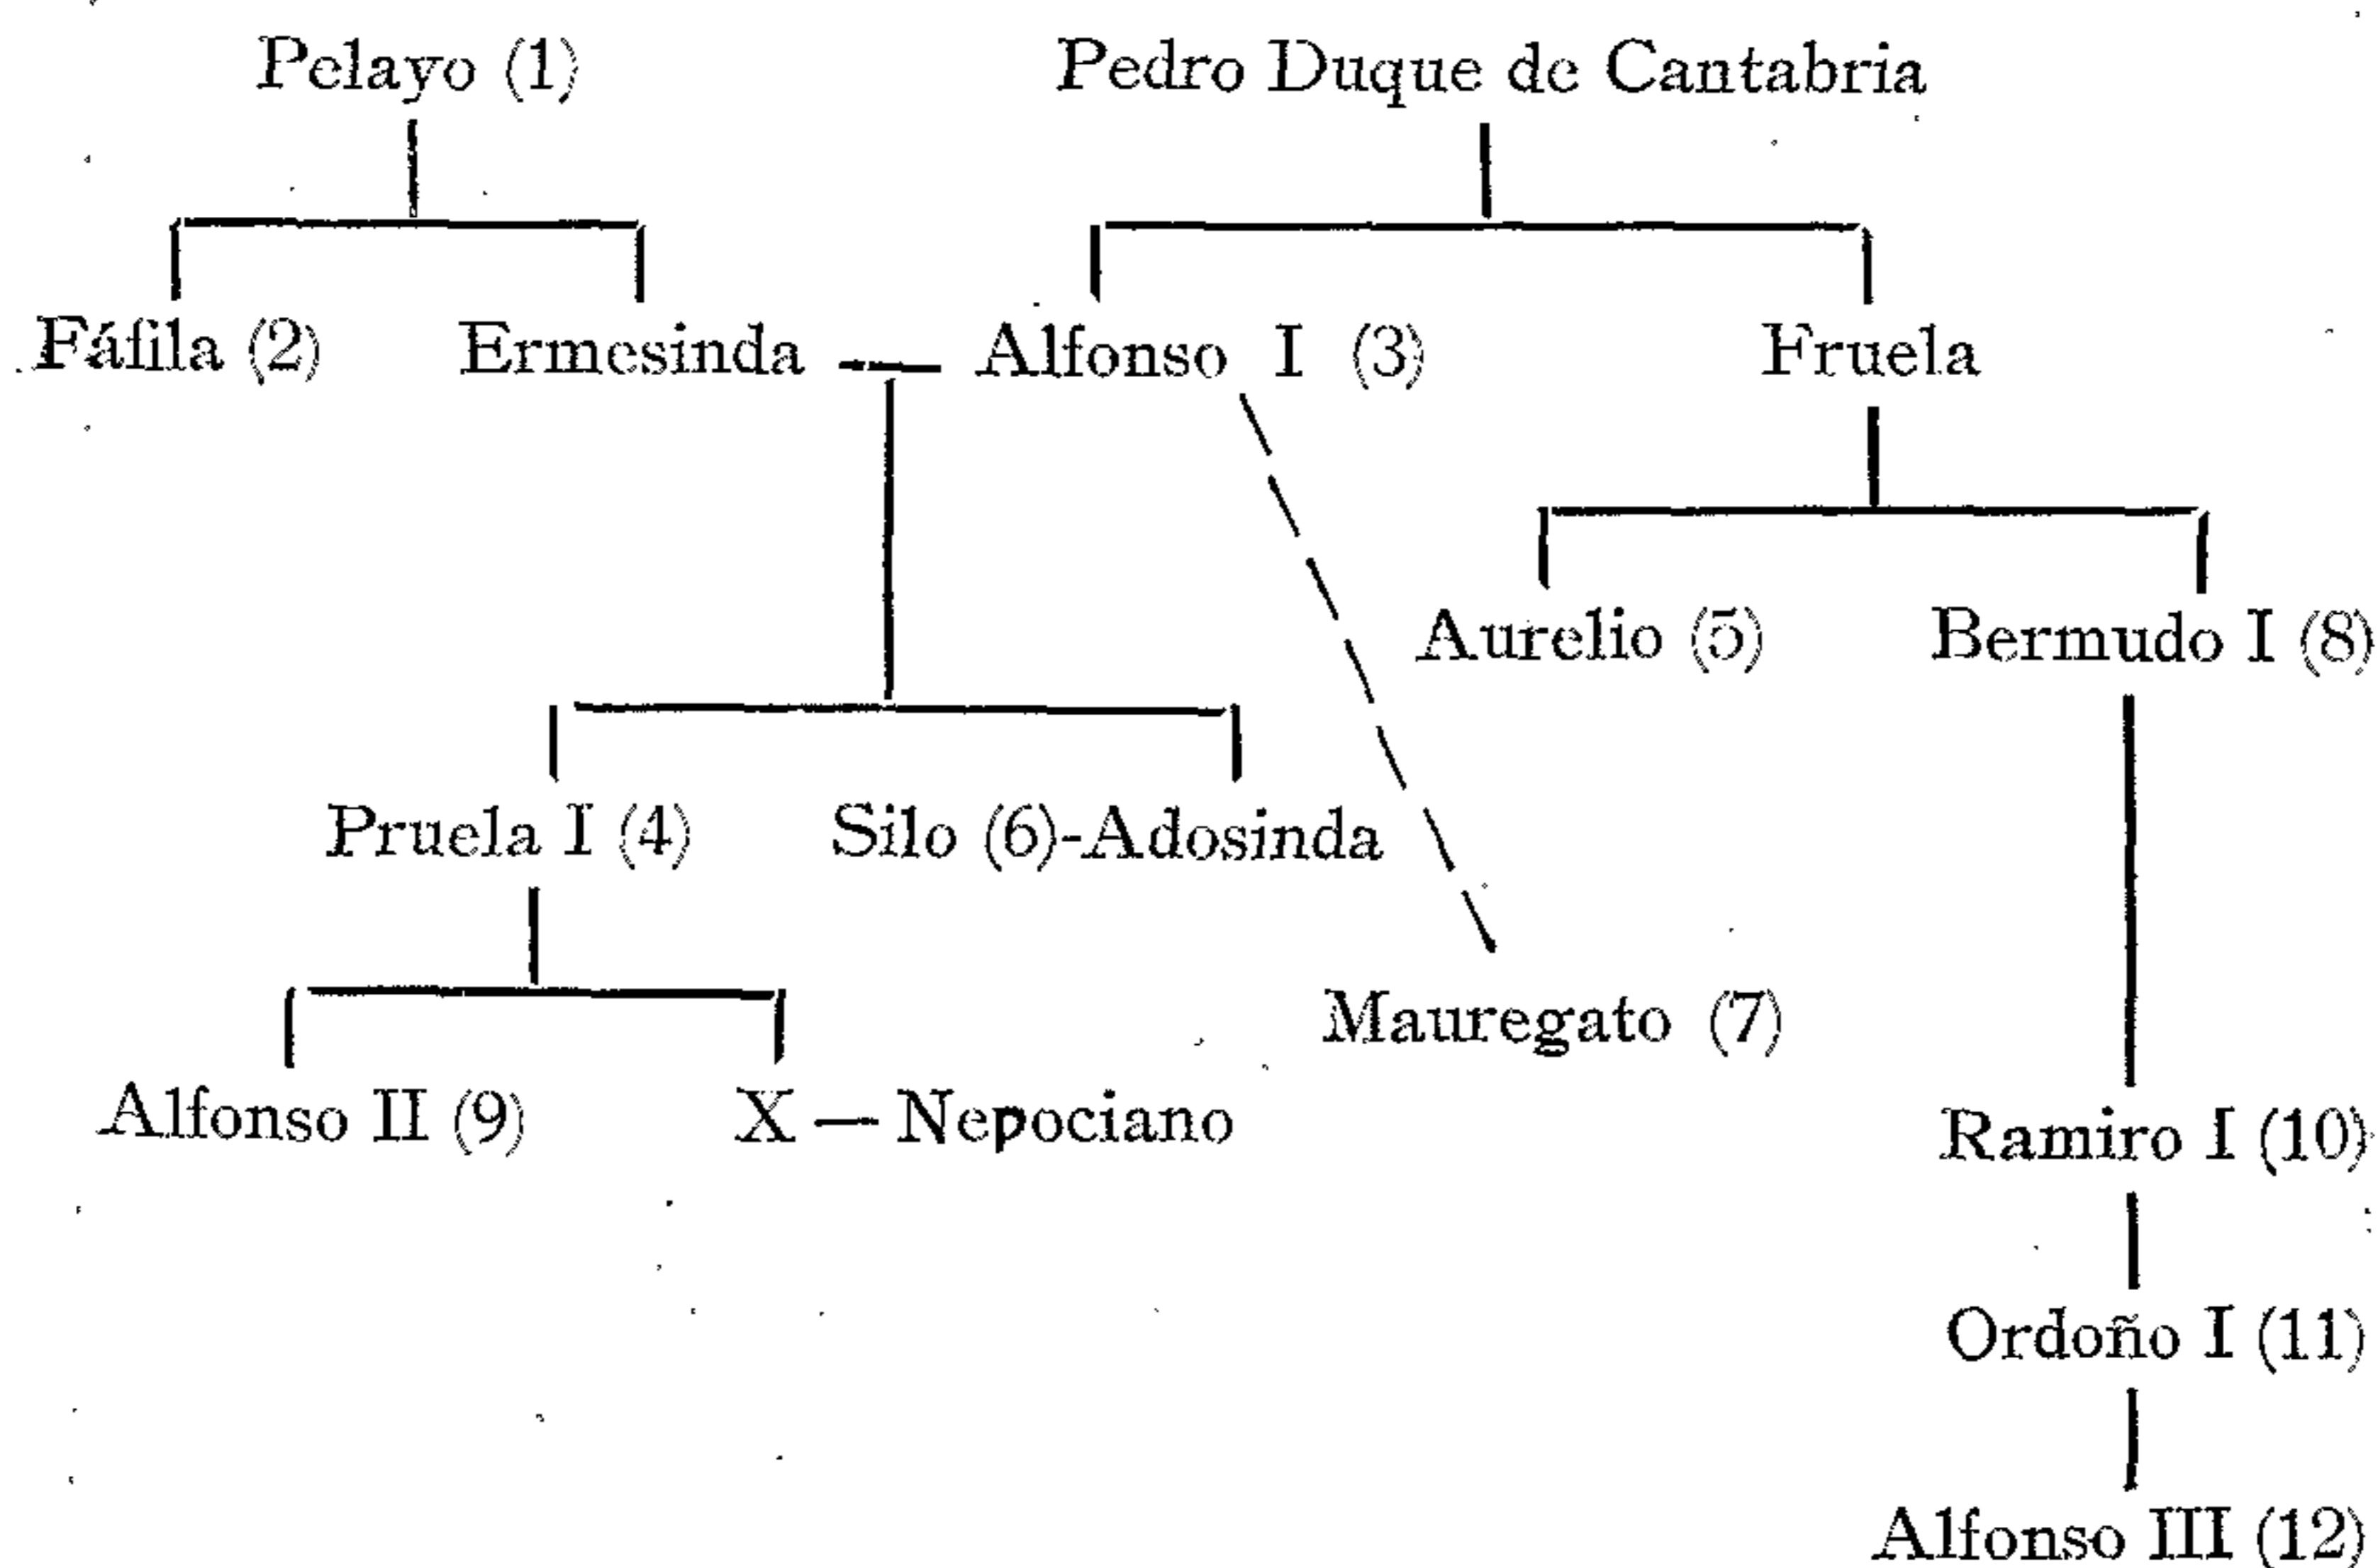 Pelayo (1) Pedro Duque de Cantabria
Fáfila (2) Ermesinda — Alfonso I (3) Fruela
Aurelio (5) Bermudo I (8)
Pruela I (4) Silo (6)-Adosinda
Mauregato (7)
Alfonso II (9) X — Nepociano
Ramiro I (10)
Ordoño I (11)
Alfonso III (12)